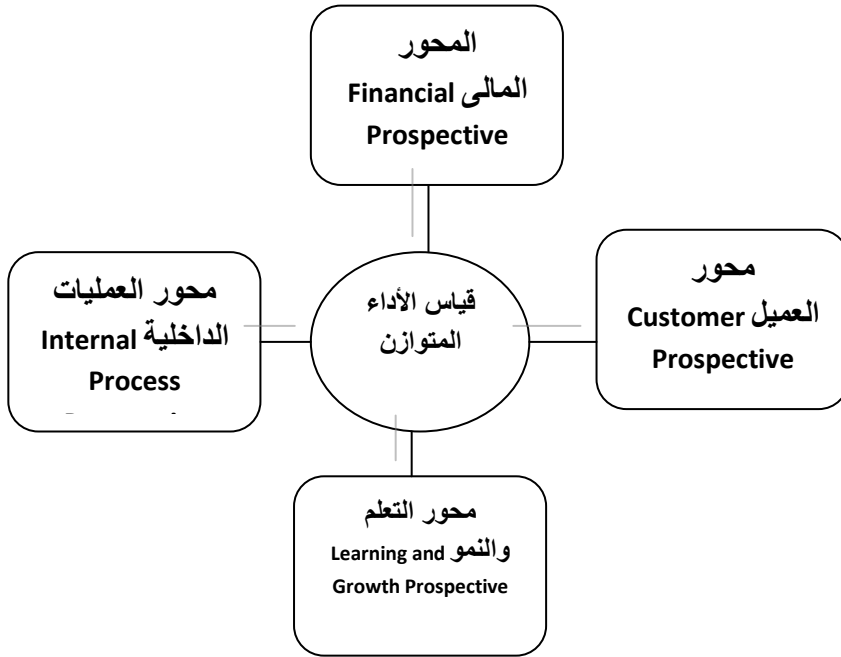 المحور
المالى Financial
Prospective
محور العمليات
الداخلية Internal
Process
قياس الأداء
المتوازن
محور
العميل Customer
Prospective
محور التعلم
والنمو Learning and
Growth Prospective